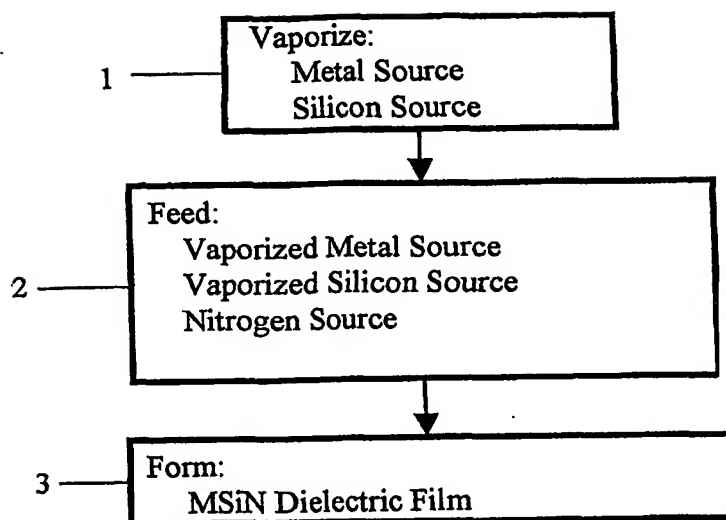 1
Vaporize:
Metal Source
Silicon Source
2
Feed:
Vaporized Metal Source
Vaporized Silicon Source
Nitrogen Source
3
Form:
MSiN Dielectric Film